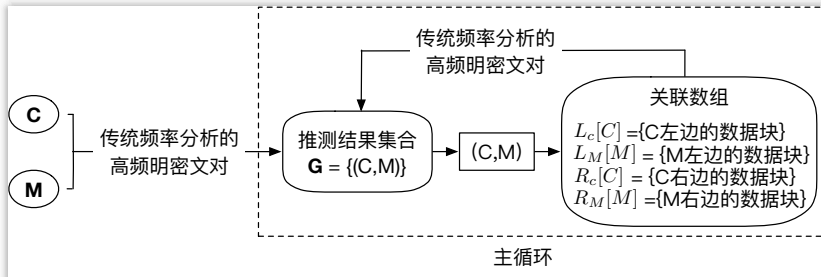 传统频率分析的
高频明密文对
C
M
传统频率分析的
高频明密文对
推测结果集合
G = {(C,M)}
(C,M)
关联数组
L_c[C] ={C左边的数据块}
L_M[M] = {M左边的数据块}
R_c[C] = {C右边的数据块}
R_M[M] ={M右边的数据块}
主循环